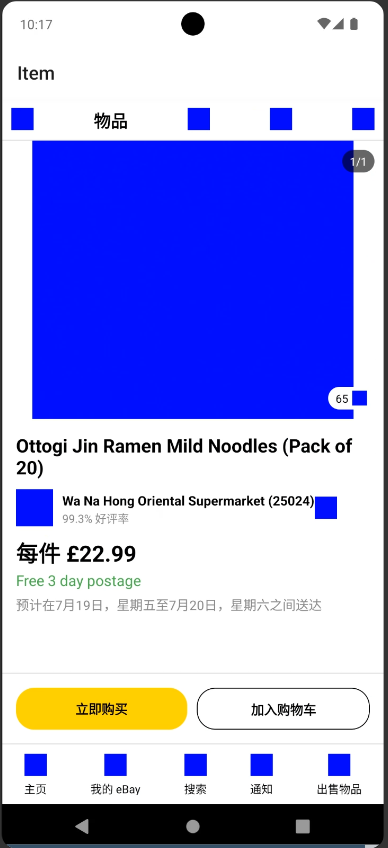 10:17
Item
物品
1/1
65
Ottogi Jin Ramen Mild Noodles (Pack of
20)
Wa Na Hong Oriental Supermarket (25024)
99.3% 好评率
每件 £22.99
Free 3 day postage
预计在7月19日，星期五至7月20日，星期六之间送达
立即购买
加入购物车
主页
我的 eBay
搜索
通知
出售物品